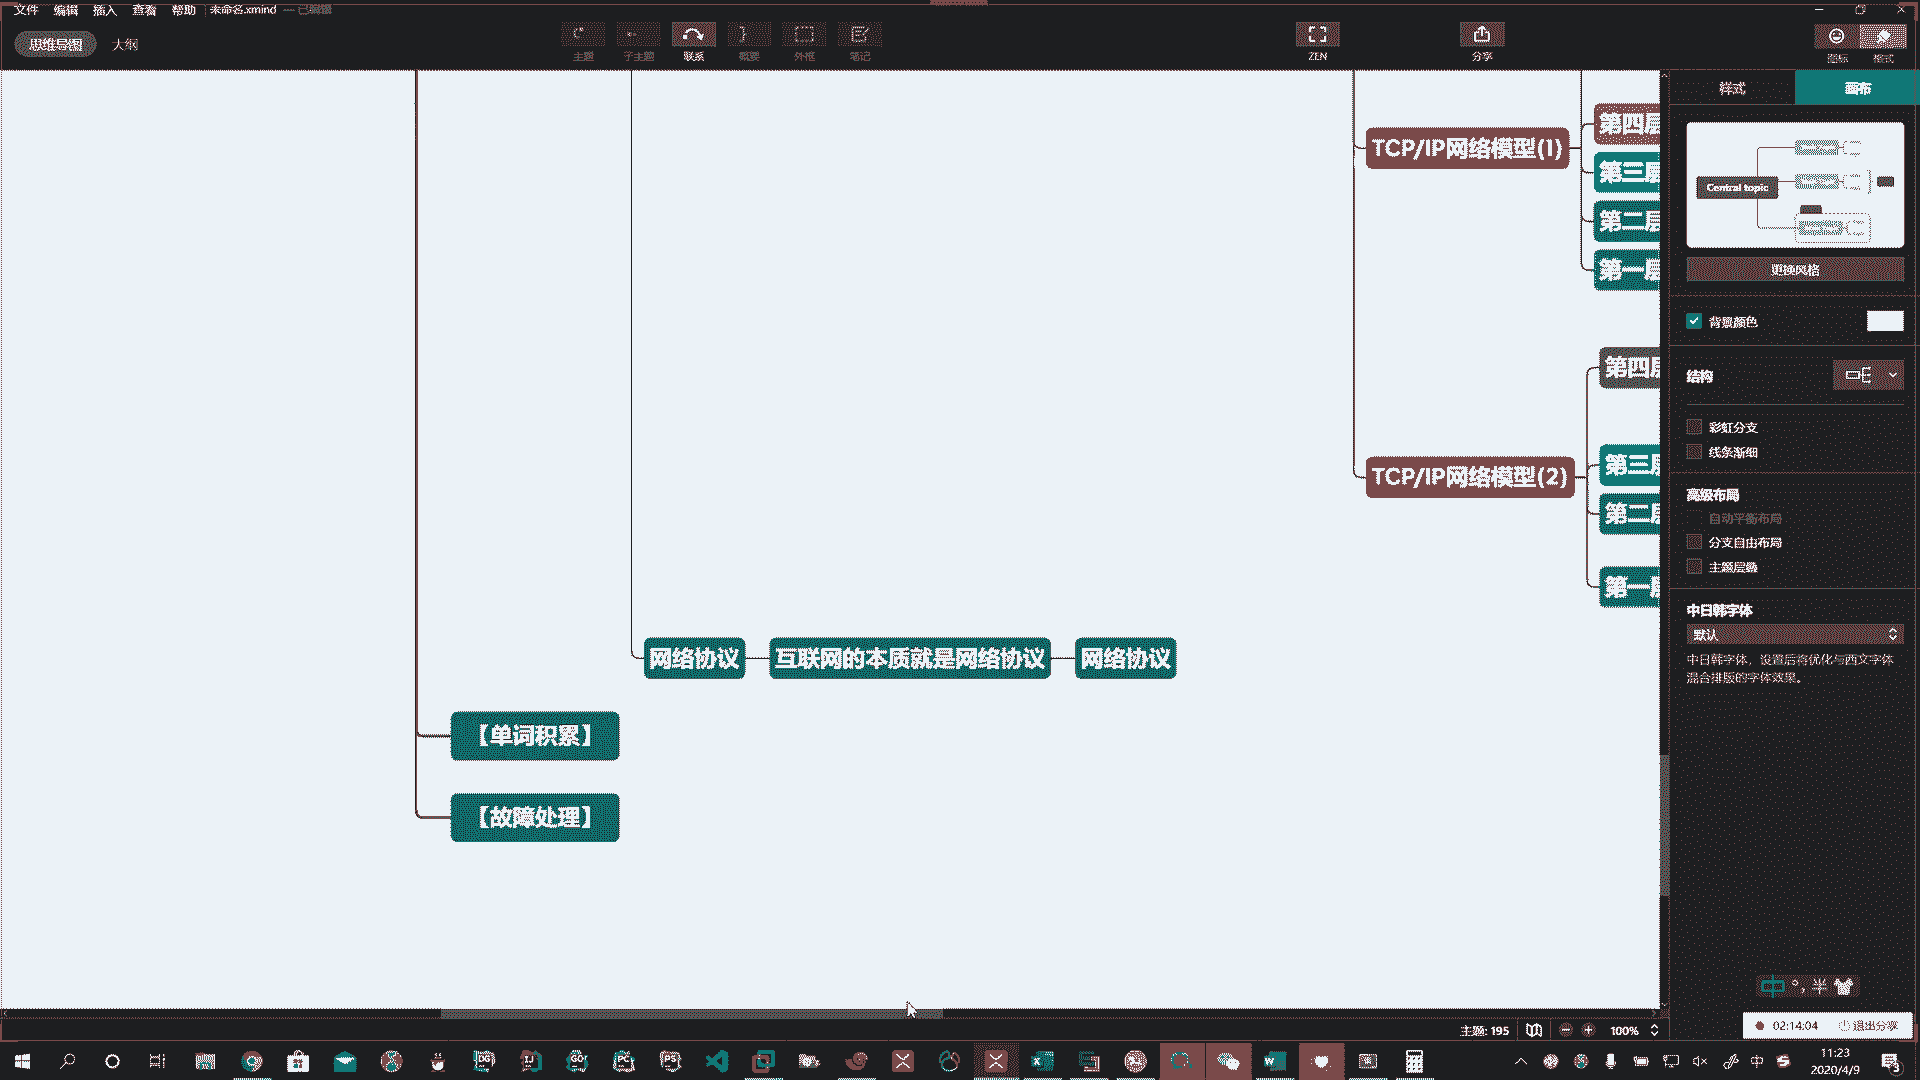 文件 编辑 插入 查看 帮助 未命名.xmind — 已编辑
思维导图 大纲
主题 子主题 联系 概要 外框 笔记 ZEN 分享 图标 格式
样式 画布
第四层
TCP/IP网络模型(1)
第三层
第二层
第一层
Central topic
更换风格
背景颜色
第四层
结构
彩虹分支
线条渐细
第三层
TCP/IP网络模型(2)
高级布局
第二层
自动平衡布局
分支自由布局
主题层叠
第一层
中日韩字体
默认
网络协议 互联网的本质就是网络协议 网络协议
中日韩字体，设置后将优化与西文字体
混合排版的字体效果。
【单词积累】
【故障处理】
中 °, 半
主题: 195 100%
02:14:04 退出分享
DG IJ GO PC PS
中
11:23
2020/4/9
3